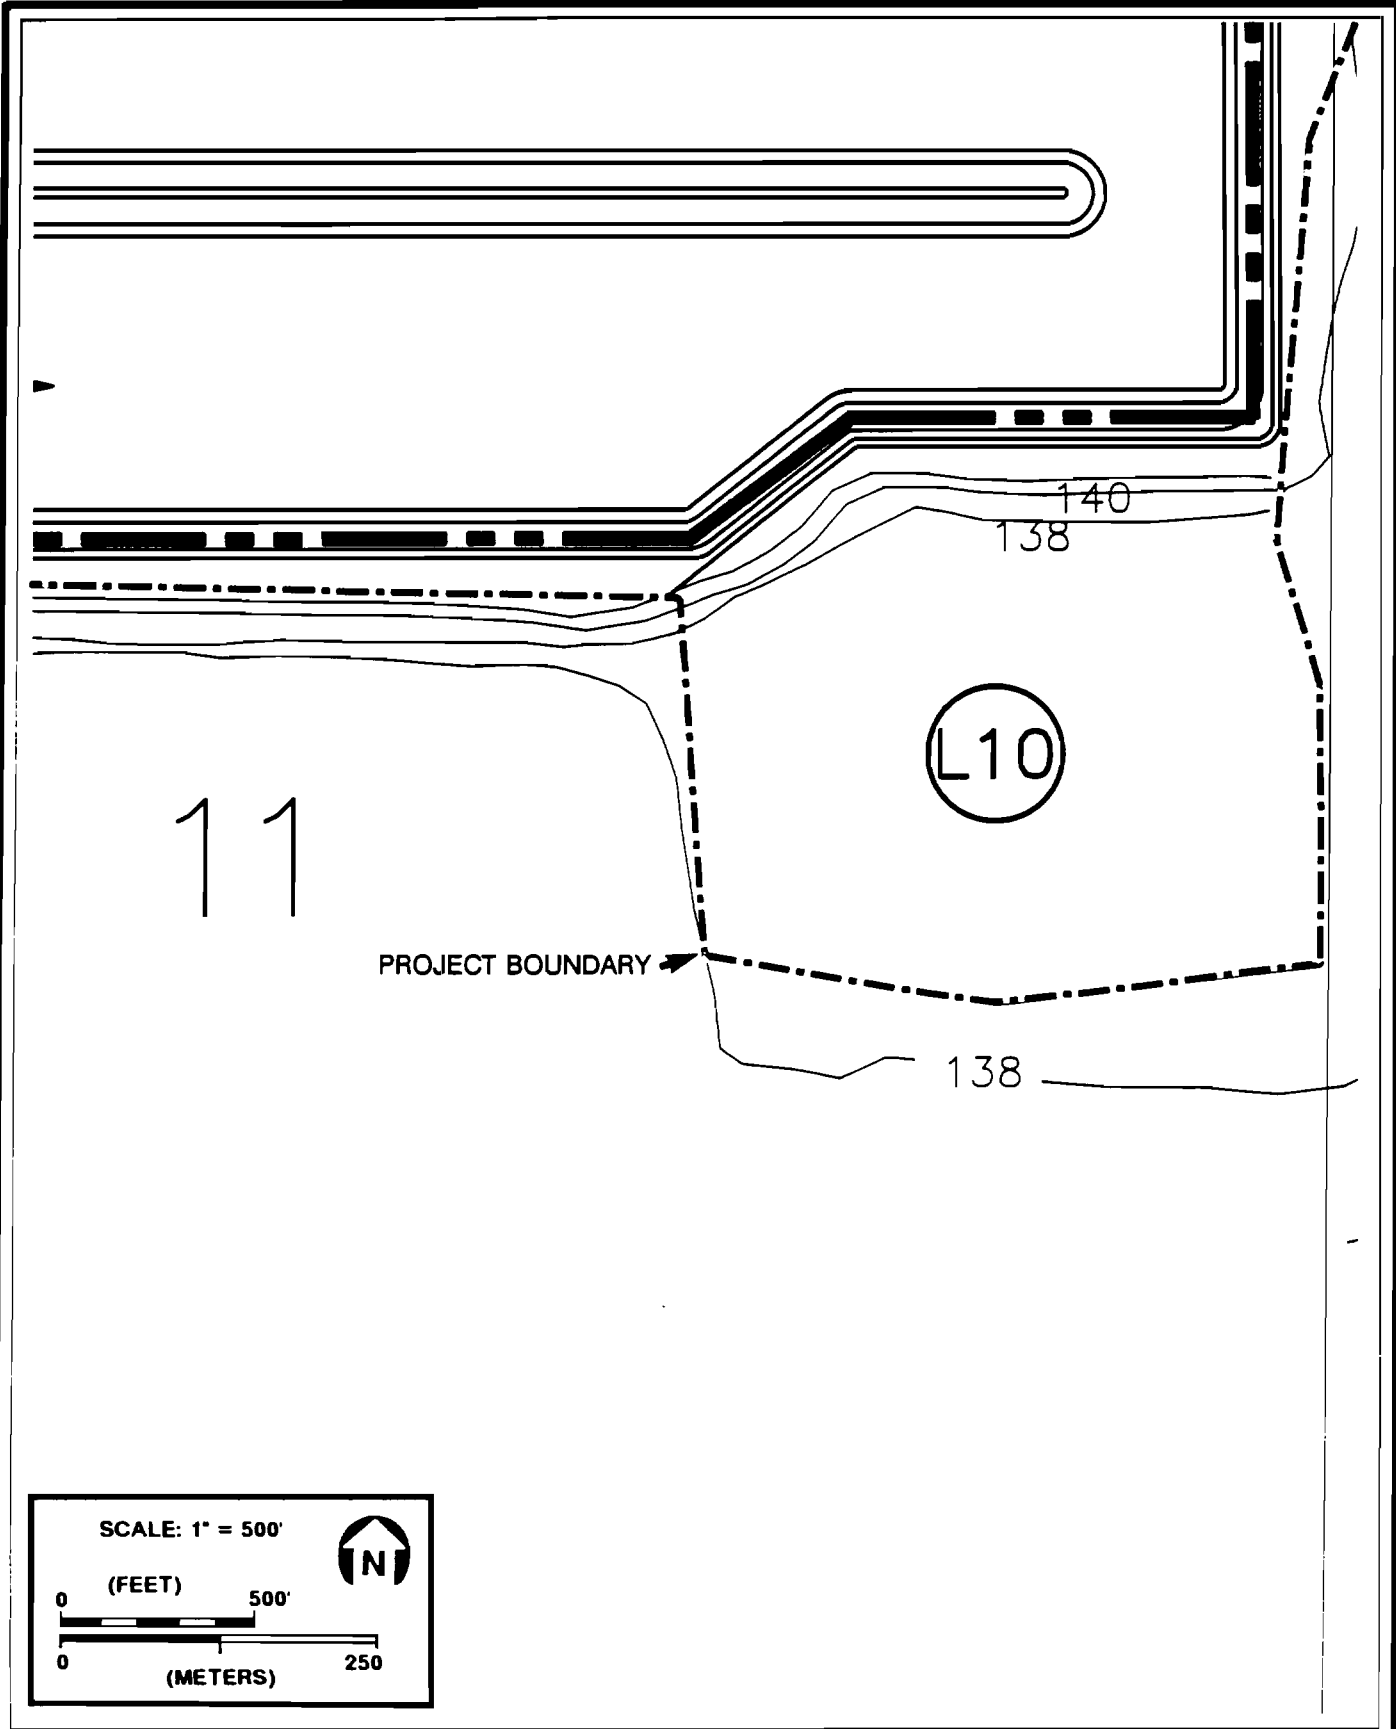 140
138
L10
11
PROJECT BOUNDARY
138
SCALE: 1" = 500'
N
(FEET)
0 500'
0 250
(METERS)